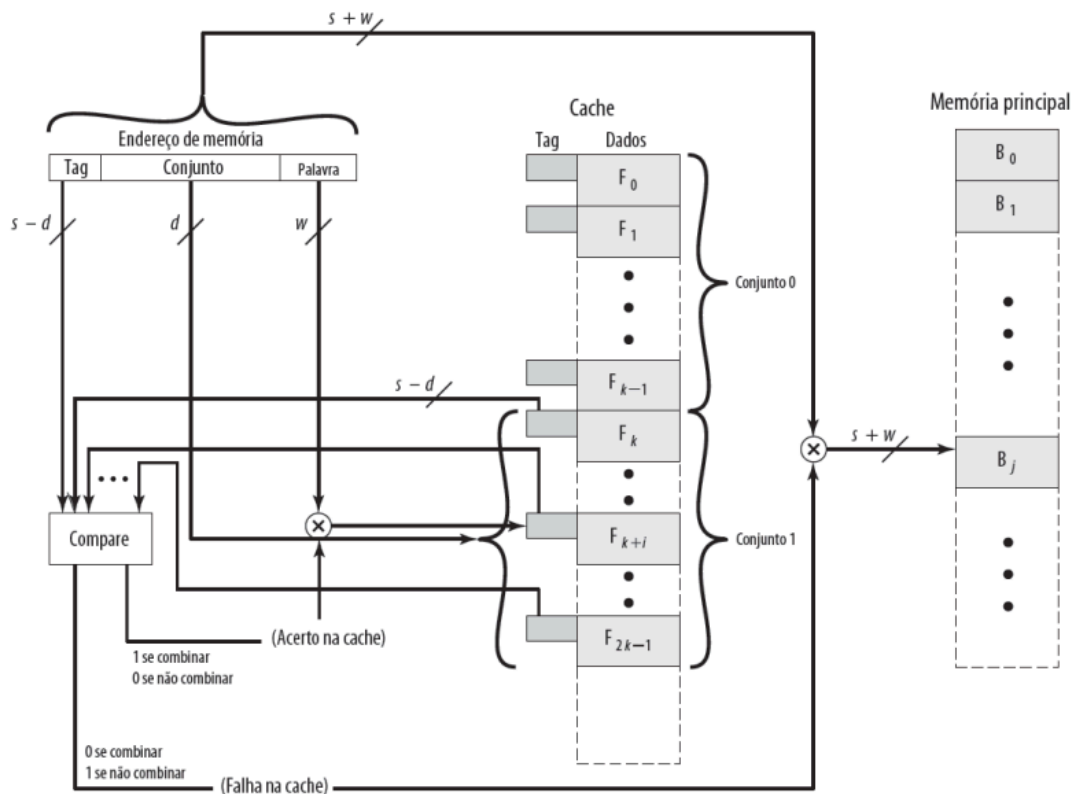 s + w
Cache
Memória principal
Endereço de memória
Tag
Dados
Tag Conjunto Palavra
F 0
B 0
B 1
s – d
d
w
F 1
Conjunto 0
s – d
F k–1
F k
s + w
B j
Compare
F k+i
Conjunto 1
(Acerto na cache)
1 se combinar
0 se não combinar
F 2k–1
0 se combinar
1 se não combinar
(Falha na cache)